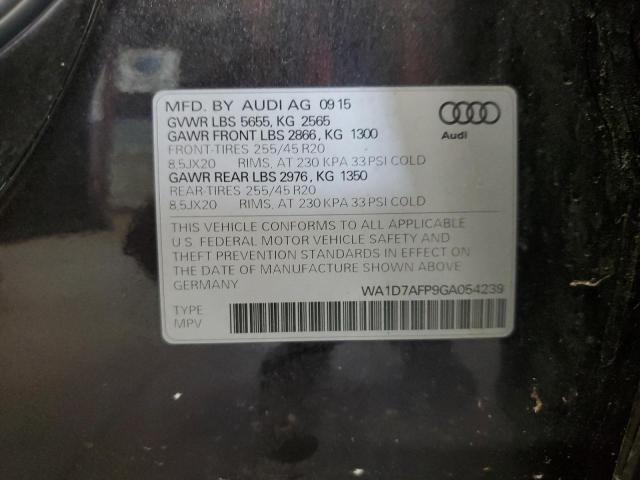 MFD. BY AUDI AG 09 15
GVWR LBS 5655, KG 2565
GAWR FRONT LBS 2866, KG 1300
FRONT-TIRES 255/45 R20
8,5JX20 RIMS, AT 230 KPA 33 PSI COLD
GAWR REAR LBS 2976, KG 1350
REAR-TIRES 255/45 R20
8,5JX20 RIMS, AT 230 KPA 33 PSI COLD
THIS VEHICLE CONFORMS TO ALL APPLICABLE
U.S. FEDERAL MOTOR VEHICLE SAFETY AND
THEFT PREVENTION STANDARDS IN EFFECT ON
THE DATE OF MANUFACTURE SHOWN ABOVE
GERMANY WA1D7AFP9GA054239
TYPE
MPV
Audi